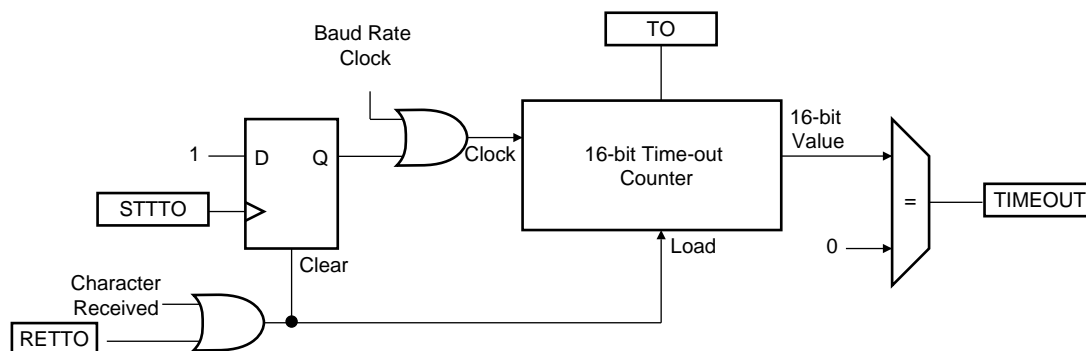 TO
Baud Rate
Clock
16-bit
Value
1
D
Q
Clock
16-bit Time-out
Counter
STTTO
=
TIMEOUT
Clear
Load
0
Character
Received
RETTO